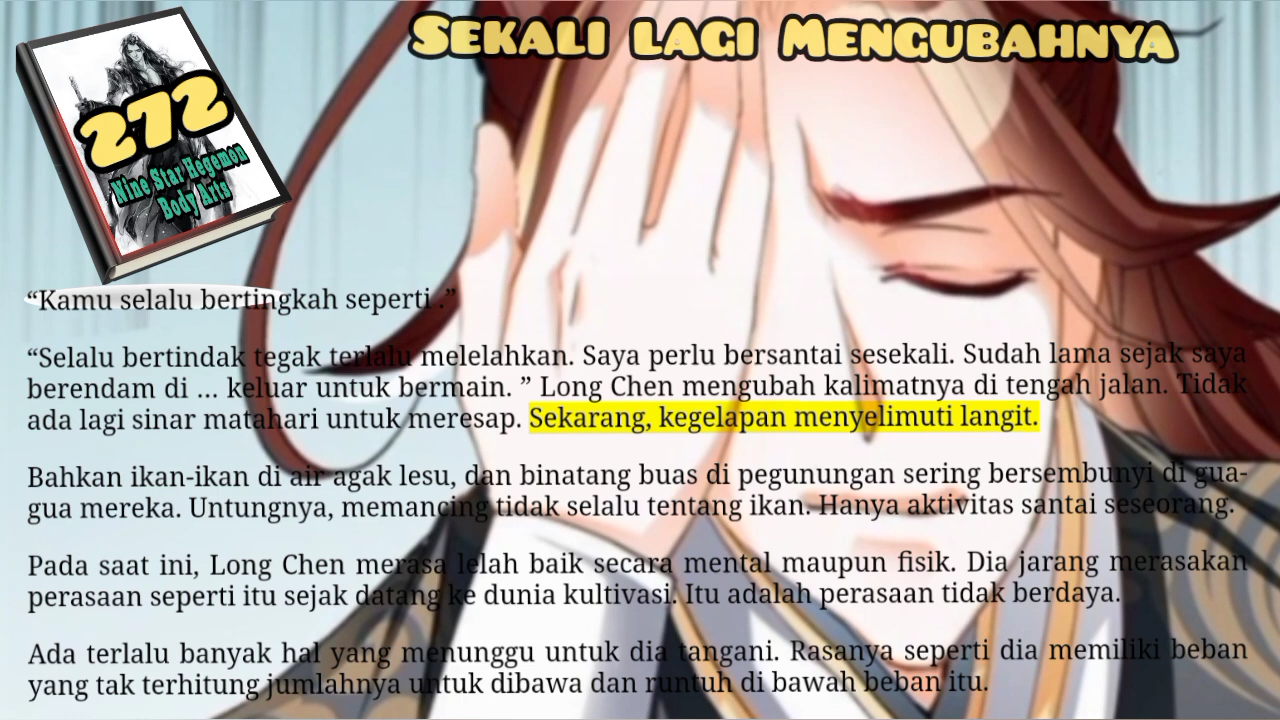 SEKALI LAGI MENGUBAHNYA
272
Nine Star Hegemon
Body Arts
“Kamu selalu bertingkah seperti .”
“Selalu bertindak tegak terlalu melelahkan. Saya perlu bersantai sesekali. Sudah lama sejak saya
berendam di ... keluar untuk bermain. ” Long Chen mengubah kalimatnya di tengah jalan. Tidak
ada lagi sinar matahari untuk meresap. Sekarang, kegelapan menyelimuti langit.
Bahkan ikan-ikan di air agak lesu, dan binatang buas di pegunungan sering bersembunyi di gua-
gua mereka. Untungnya, memancing tidak selalu tentang ikan. Hanya aktivitas santai seseorang.
Pada saat ini, Long Chen merasa lelah baik secara mental maupun fisik. Dia jarang merasakan
perasaan seperti itu sejak datang ke dunia kultivasi. Itu adalah perasaan tidak berdaya.
Ada terlalu banyak hal yang menunggu untuk dia tangani. Rasanya seperti dia memiliki beban
yang tak terhitung jumlahnya untuk dibawa dan runtuh di bawah beban itu.